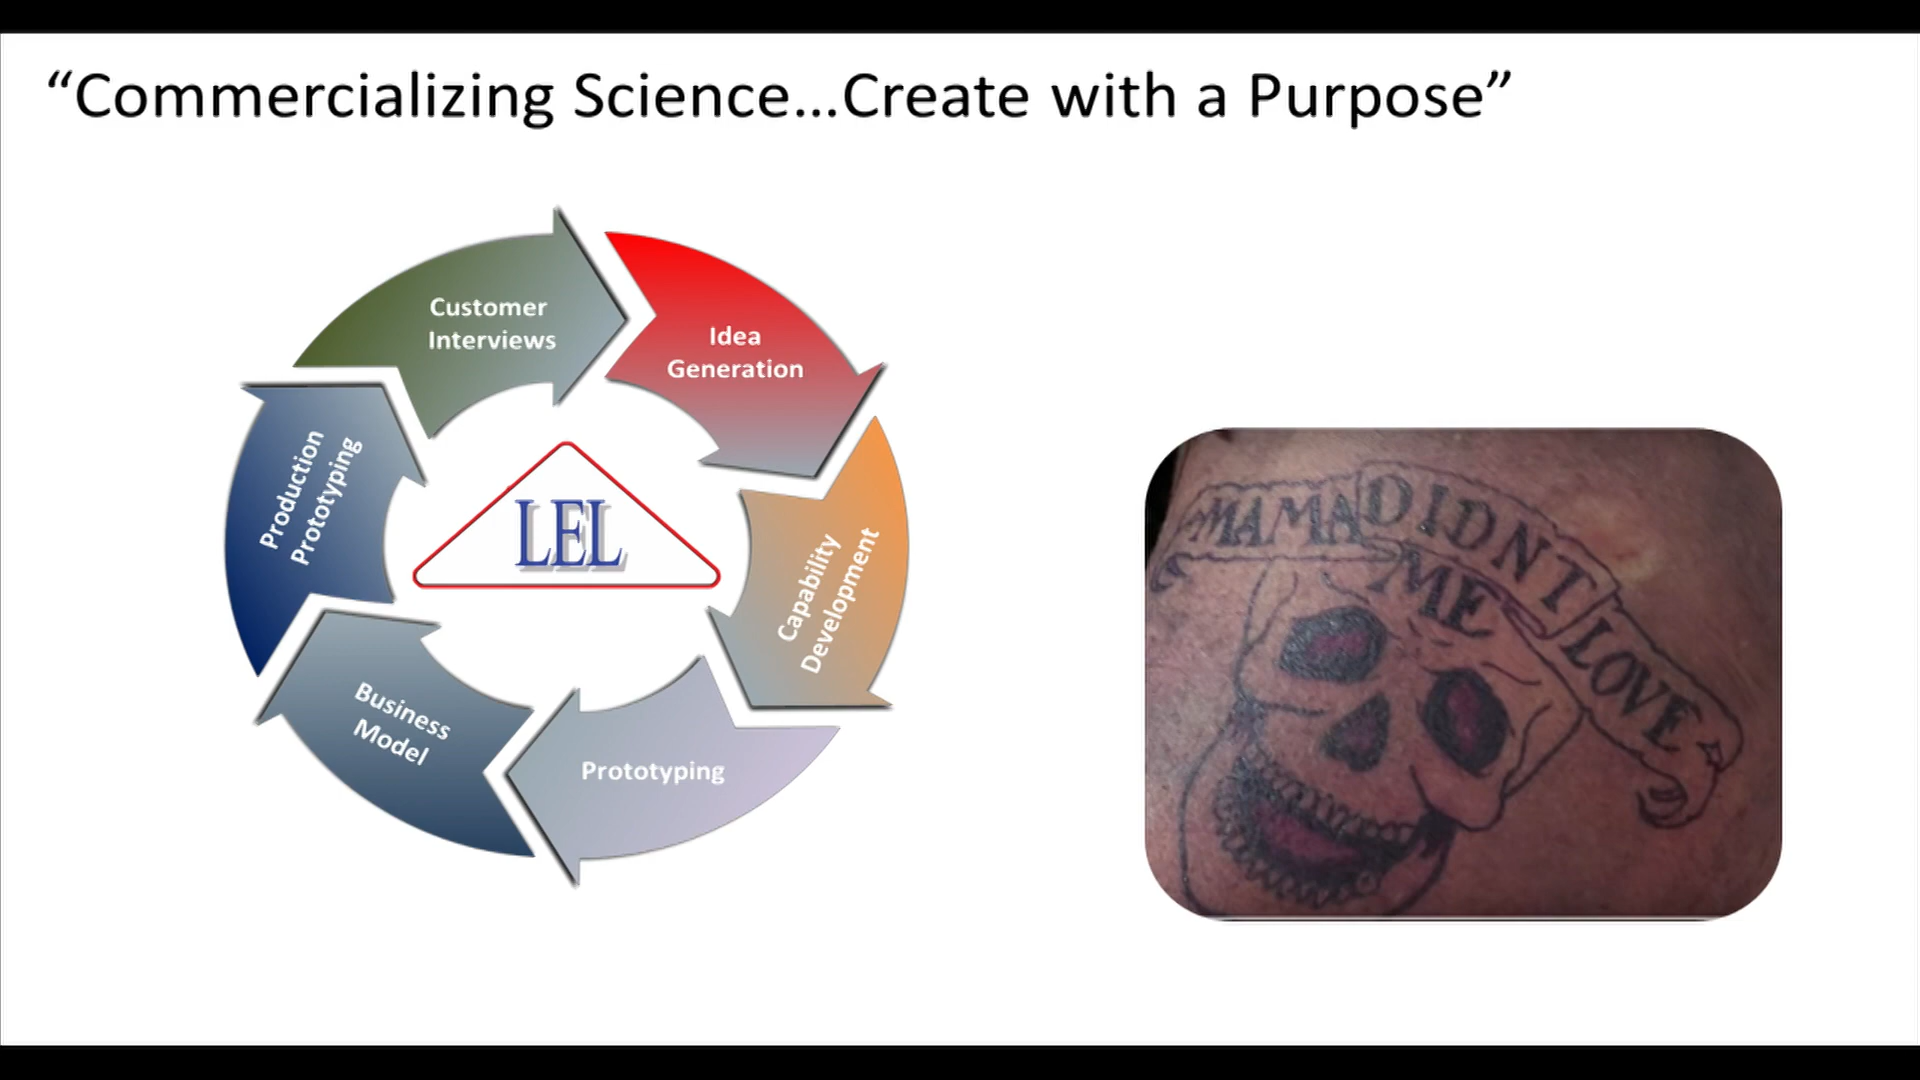 “Commercializing Science...Create with a Purpose”
Customer
Interviews
Idea
Generation
Capability
Development
Prototyping
Business
Model
Production
Prototyping
LEL
MAMA DIDNT LOVE
ME